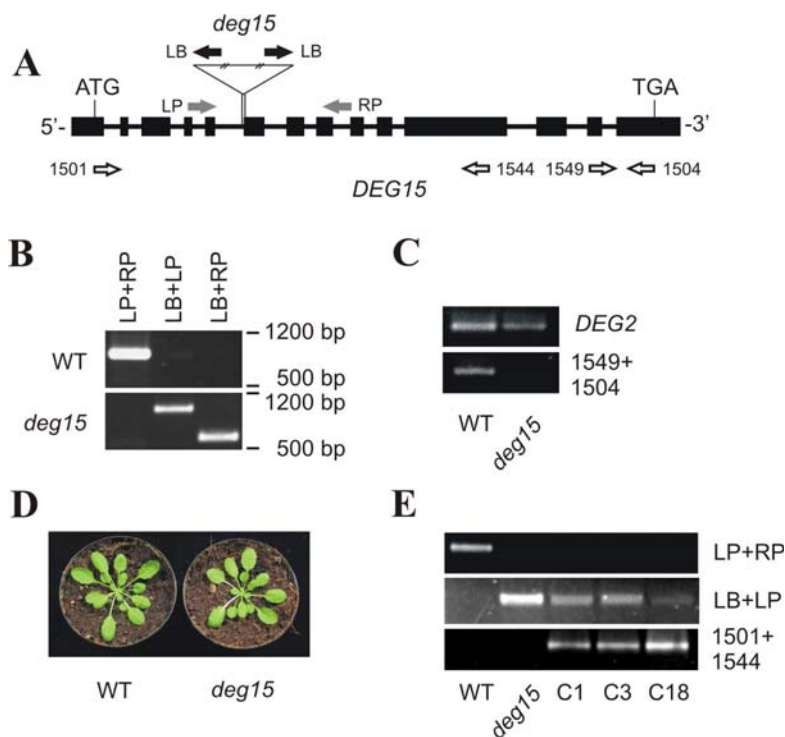 A
deg15
LB LB
ATG TGA
LP RP
5'- -3'
1501 1544 1549 1504
DEG15
B
LP+RP
LB+LP
LB+RP
1200 bp
WT
500 bp
1200 bp
deg15
500 bp
C
DEG2
1549+
1504
WT
deg15
D
WT
deg15
E
LP+RP
LB+LP
1501+
1544
WT
deg15
C1
C3
C18